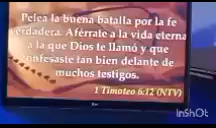 Pelea la buena batalla por la fe
verdadera. Aférrate a la vida eterna
a la que Dios te llamó y que
confesaste tan bien delante de
muchos testigos.
1 Timoteo 6:12 (NTV)
InShOt